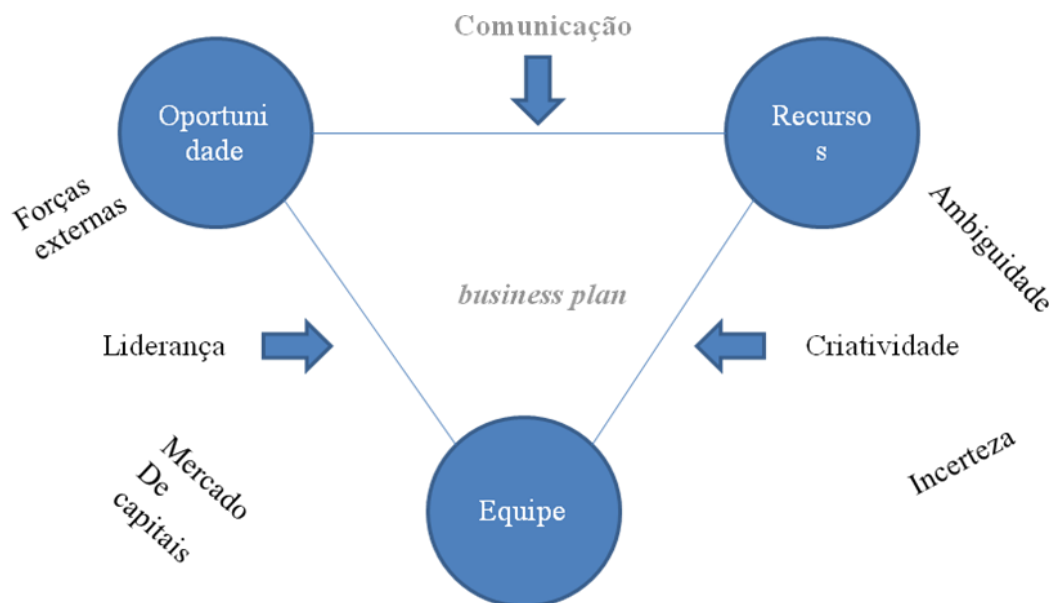 Comunicação
Oportuni
dade
Recurso
s
Forças
externas
Ambiguidade
business plan
Liderança
Criatividade
Mercado
De
capitais
Incerteza
Equipe